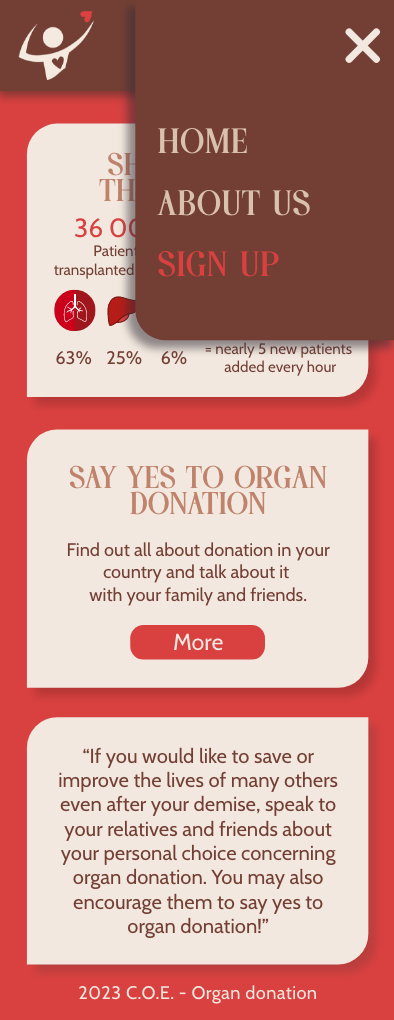 HOME
ABOUT US
SIGN UP
36
transplanted
63% 25% 6%
= nearly 5 new patients
added every hour
SAY YES TO ORGAN
DONATION
Find out all about donation in your
country and talk about it
with your family and friends.
More
“If you would like to save or
improve the lives of many others
even after your demise, speak to
your relatives and friends about
your personal choice concerning
organ donation. You may also
encourage them to say yes to
organ donation!”
2023 C.O.E. - Organ donation